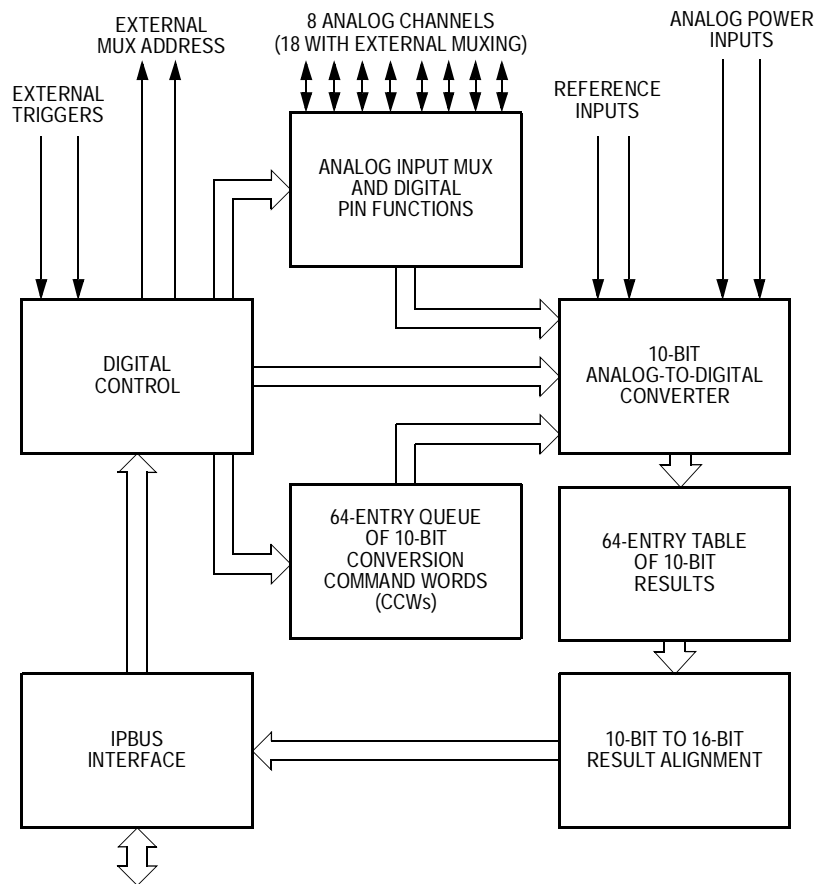 EXTERNAL
MUX ADDRESS
8 ANALOG CHANNELS
(18 WITH EXTERNAL MUXING)
ANALOG POWER
INPUTS
EXTERNAL
TRIGGERS
REFERENCE
INPUTS
ANALOG INPUT MUX
AND DIGITAL
PIN FUNCTIONS
DIGITAL
CONTROL
10-BIT
ANALOG-TO-DIGITAL
CONVERTER
64-ENTRY QUEUE
OF 10-BIT
CONVERSION
COMMAND WORDS
(CCWs)
64-ENTRY TABLE
OF 10-BIT
RESULTS
IPBUS
INTERFACE
10-BIT TO 16-BIT
RESULT ALIGNMENT